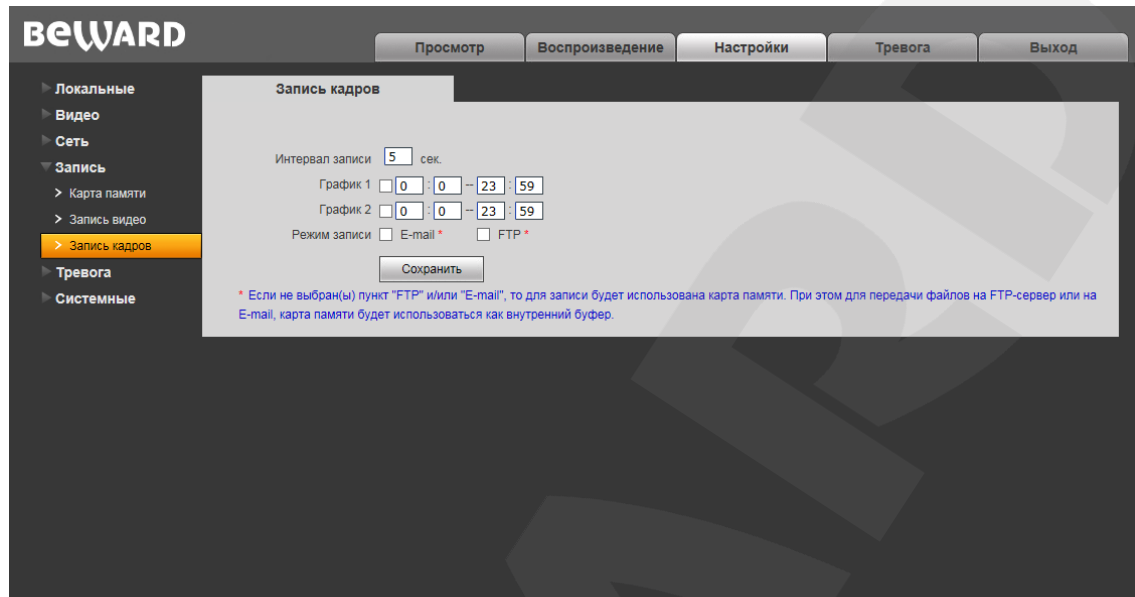 BEWARD
Просмотр Воспроизведение Настройки Тревога Выход
Локальные
Видео
Сеть
Запись
Карта памяти
Запись видео
Запись кадров
Тревога
Системные
Запись кадров
Интервал записи 5 сек.
График 1 0 : 0 -- 23 : 59
График 2 0 : 0 -- 23 : 59
Режим записи E-mail * FTP *
Сохранить
* Если не выбран(ы) пункт "FTP" и/или "E-mail", то для записи будет использована карта памяти. При этом для передачи файлов на FTP-сервер или на
E-mail, карта памяти будет использоваться как внутренний буфер.